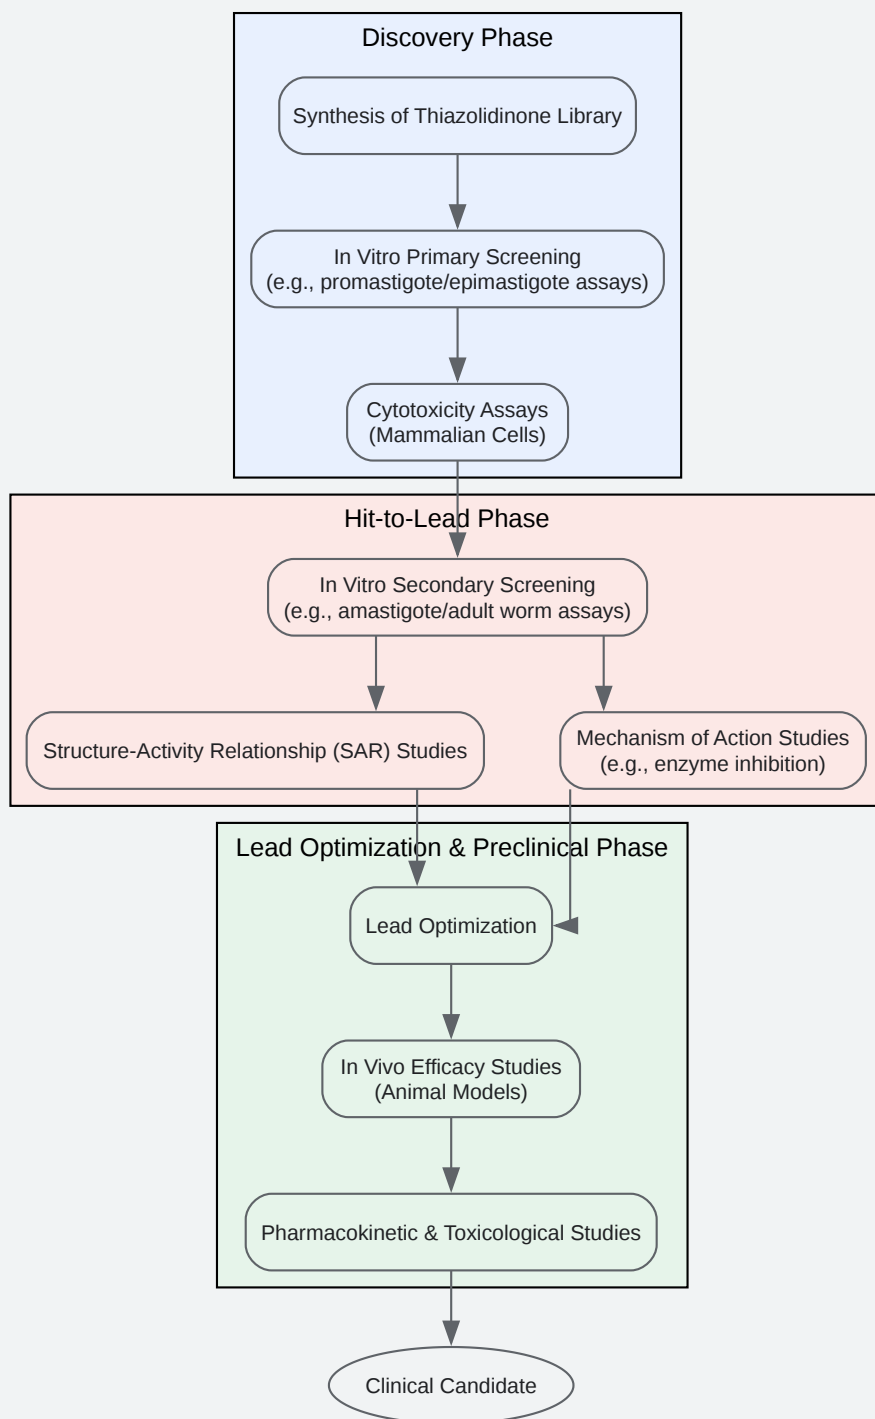 Discovery Phase
Synthesis of Thiazolidinone Library
In Vitro Primary Screening
(e.g., promastigote/epimastigote assays)
Cytotoxicity Assays
(Mammalian Cells)
Hit-to-Lead Phase
In Vitro Secondary Screening
(e.g., amastigote/adult worm assays)
Structure-Activity Relationship (SAR) Studies
Mechanism of Action Studies
(e.g., enzyme inhibition)
Lead Optimization & Preclinical Phase
Lead Optimization
In Vivo Efficacy Studies
(Animal Models)
Pharmacokinetic & Toxicological Studies
Clinical Candidate